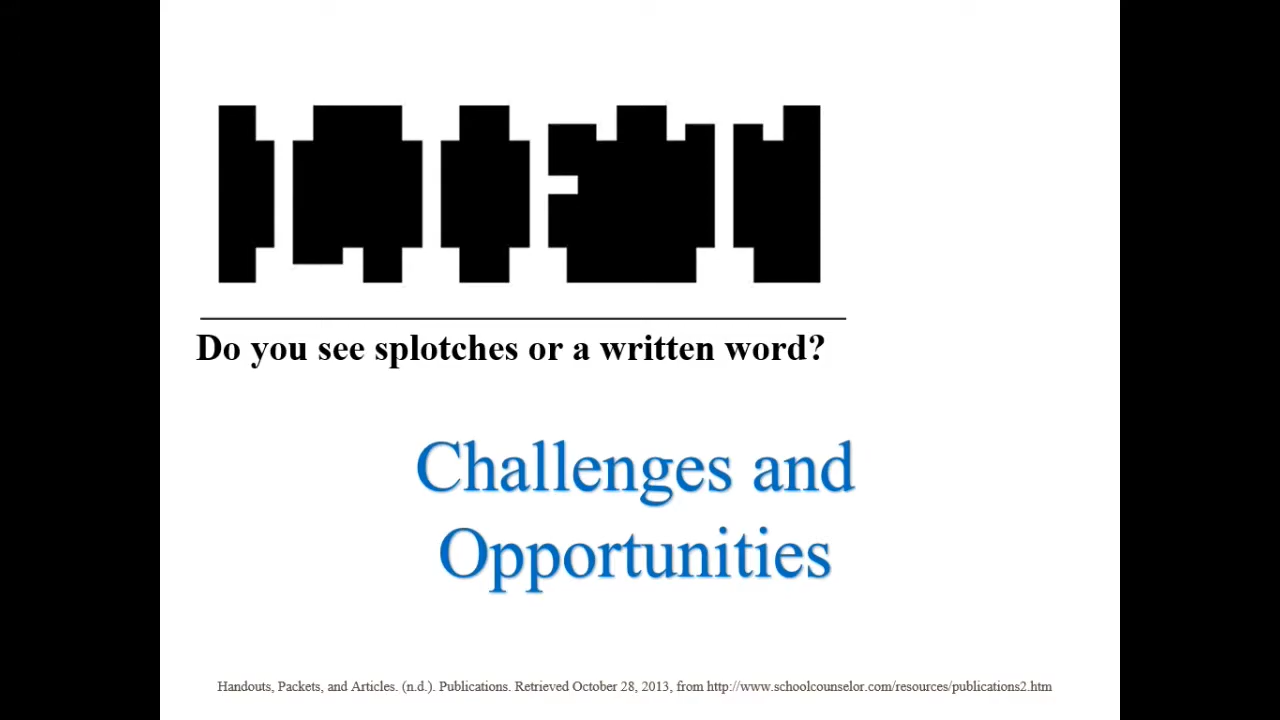 LIFT
Do you see splotches or a written word?
Challenges and
Opportunities
Handouts, Packets, and Articles. (n.d.). Publications. Retrieved October 28, 2013, from http://www.schoolcounselor.com/resources/publications2.htm